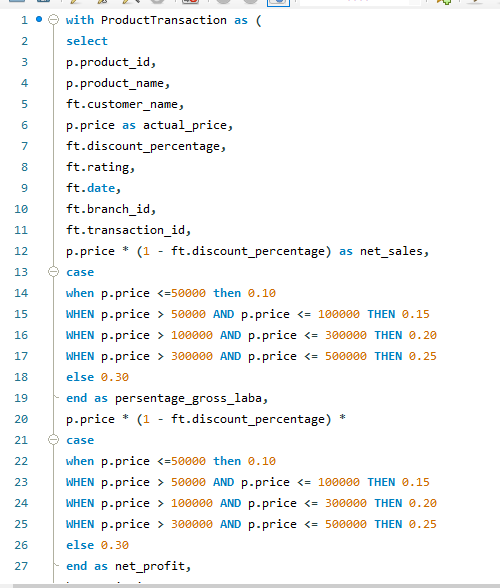 1 with ProductTransaction as (
2 select
3 p.product_id,
4 p.product_name,
5 ft.customer_name,
6 p.price as actual_price,
7 ft.discount_percentage,
8 ft.rating,
9 ft.date,
10 ft.branch_id,
11 ft.transaction_id,
12 p.price * (1 - ft.discount_percentage) as net_sales,
13 case
14 when p.price <=50000 then 0.10
15 WHEN p.price > 50000 AND p.price <= 100000 THEN 0.15
16 WHEN p.price > 100000 AND p.price <= 300000 THEN 0.20
17 WHEN p.price > 300000 AND p.price <= 500000 THEN 0.25
18 else 0.30
19 end as persentage_gross_laba,
20 p.price * (1 - ft.discount_percentage) *
21 case
22 when p.price <=50000 then 0.10
23 WHEN p.price > 50000 AND p.price <= 100000 THEN 0.15
24 WHEN p.price > 100000 AND p.price <= 300000 THEN 0.20
25 WHEN p.price > 300000 AND p.price <= 500000 THEN 0.25
26 else 0.30
27 end as net_profit,